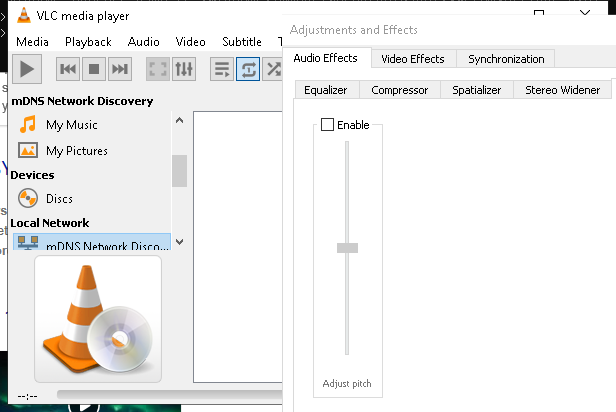 VLC media player
Adjustments and Effects
Media Playback Audio Video Subtitle
Audio Effects Video Effects Synchronization
Equalizer Compressor Spatializer Stereo Widener
mDNS Network Discovery
Enable
My Music
My Pictures
Devices
Discs
Local Network
mDNS Network Disco...
Adjust pitch
--:--